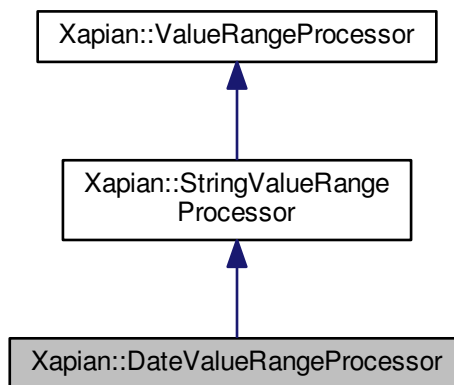 Xapian::ValueRangeProcessor
Xapian::StringValueRange
Processor
Xapian::DateValueRangeProcessor